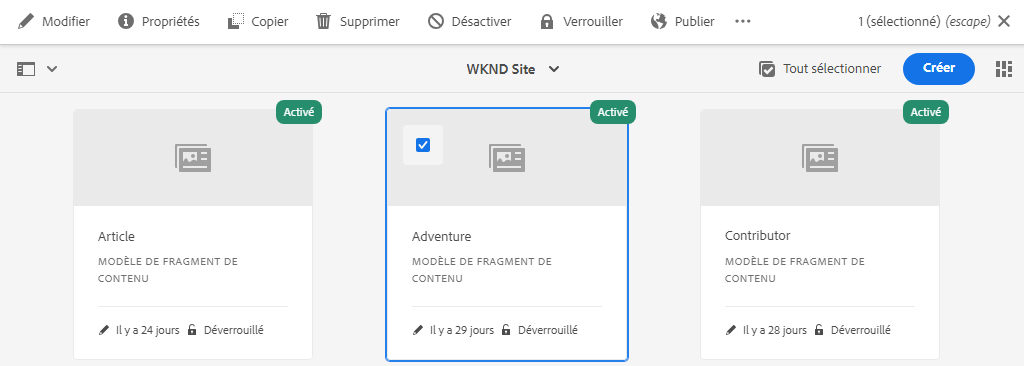 Modifier Propriétés Copier Supprimer Désactiver Verrouiller Publier 1 (sélectionné) (escape)
WKND Site Tout sélectionner Créer
Activé Activé Activé
Article Adventure Contributor
MODÈLE DE FRAGMENT DE MODÈLE DE FRAGMENT DE MODÈLE DE FRAGMENT DE
CONTENU CONTENU CONTENU
Il y a 24 jours Déverrouillé Il y a 29 jours Déverrouillé Il y a 28 jours Déverrouillé